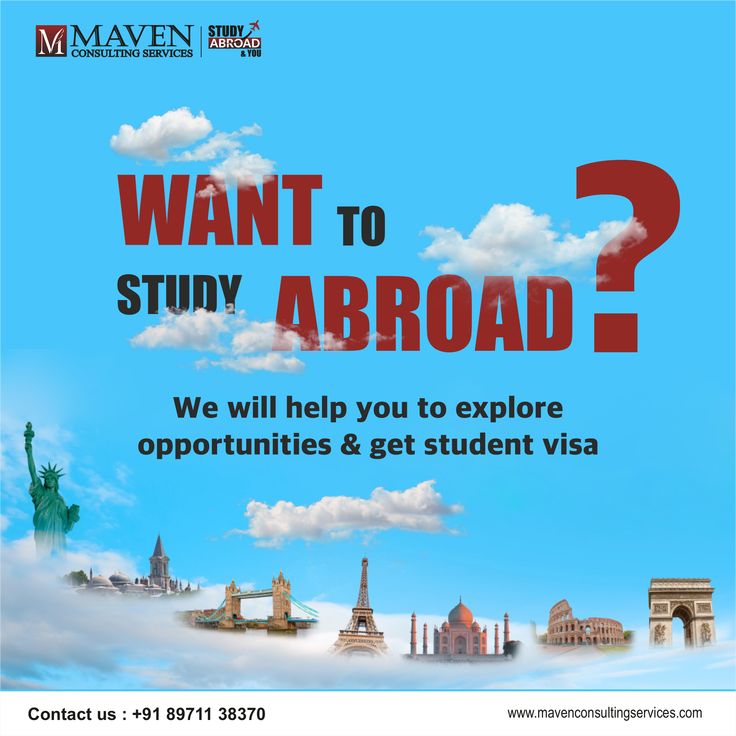 M MAVEN
CONSULTING SERVICES
STUDY
ABROAD
& YOU
WANT TO
STUDY ABROAD?
We will help you to explore
opportunities & get student visa
Contact us : +91 89711 38370
www.mavenconsultingservices.com